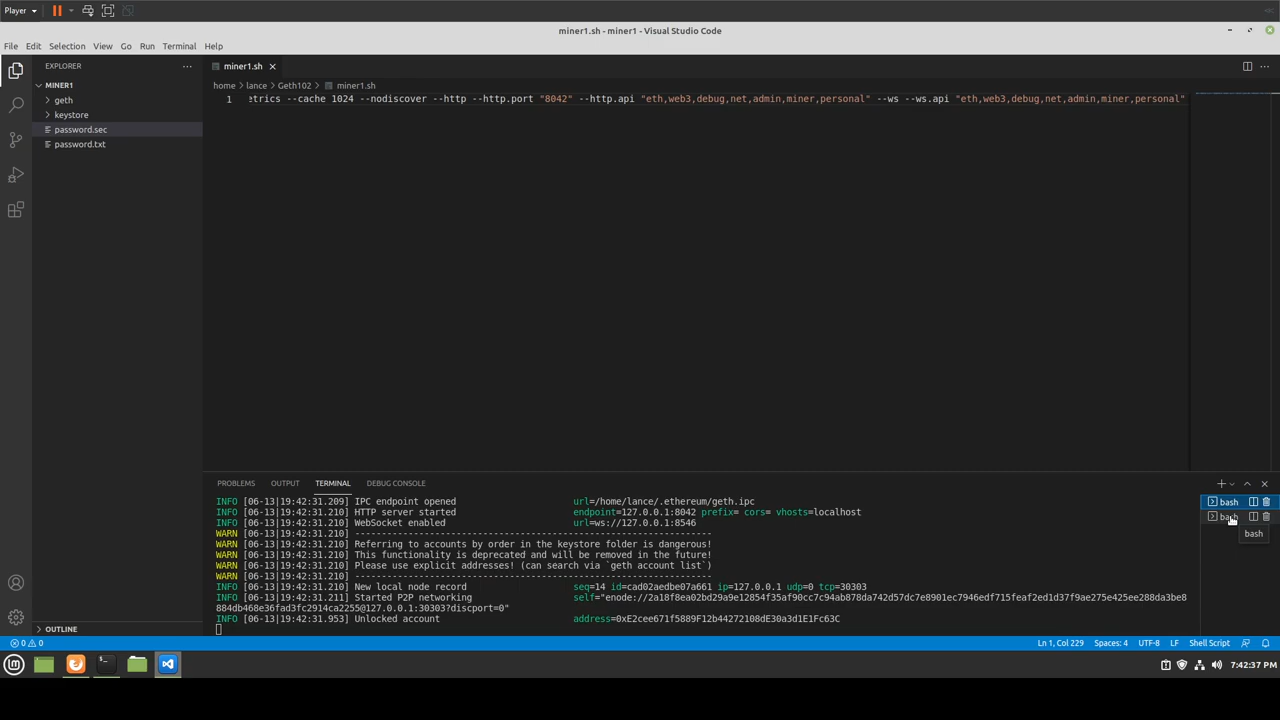 Player
miner1.sh - miner1 - Visual Studio Code
File Edit Selection View Go Run Terminal Help
EXPLORER
MINER1
geth
keystore
password.sec
password.txt
OUTLINE
miner1.sh
home > lance > Geth102 > miner1.sh
1 etrics --cache 1024 --nodiscover --http --http.port "8042" --http.api "eth,web3,debug,net,admin,miner,personal" --ws --ws.api "eth,web3,debug,net,admin,miner,personal"
PROBLEMS OUTPUT TERMINAL DEBUG CONSOLE
INFO [06-13|19:42:31.209] IPC endpoint opened url=/home/lance/.ethereum/geth.ipc
INFO [06-13|19:42:31.210] HTTP server started endpoint=127.0.0.1:8042 prefix= cors= vhosts=localhost
INFO [06-13|19:42:31.210] WebSocket enabled url=ws://127.0.0.1:8546
WARN [06-13|19:42:31.210] -------------------------------------------------------------------
WARN [06-13|19:42:31.210] Referring to accounts by order in the keystore folder is dangerous!
WARN [06-13|19:42:31.210] This functionality is deprecated and will be removed in the future!
WARN [06-13|19:42:31.210] Please use explicit addresses! (can search via `geth account list`)
WARN [06-13|19:42:31.210] -------------------------------------------------------------------
INFO [06-13|19:42:31.210] New local node record seq=14 id=cad02aedbe07a661 ip=127.0.0.1 udp=0 tcp=30303
INFO [06-13|19:42:31.211] Started P2P networking self="enode://2a18f8ea02bd29a9e12854f35af90cc7c94ab878da742d57dc7e8901ec7946edf715feaf2ed1d37f9ae275e425ee288da3be8
884db468e36fad3fc2914ca2255@127.0.0.1:30303?discport=0"
INFO [06-13|19:42:31.953] Unlocked account address=0xE2cee671f5889F12b44272108dE30a3d1E1Fc63C
bash
bash
bash
0 0
Ln 1, Col 229 Spaces: 4 UTF-8 LF Shell Script
7:42:37 PM